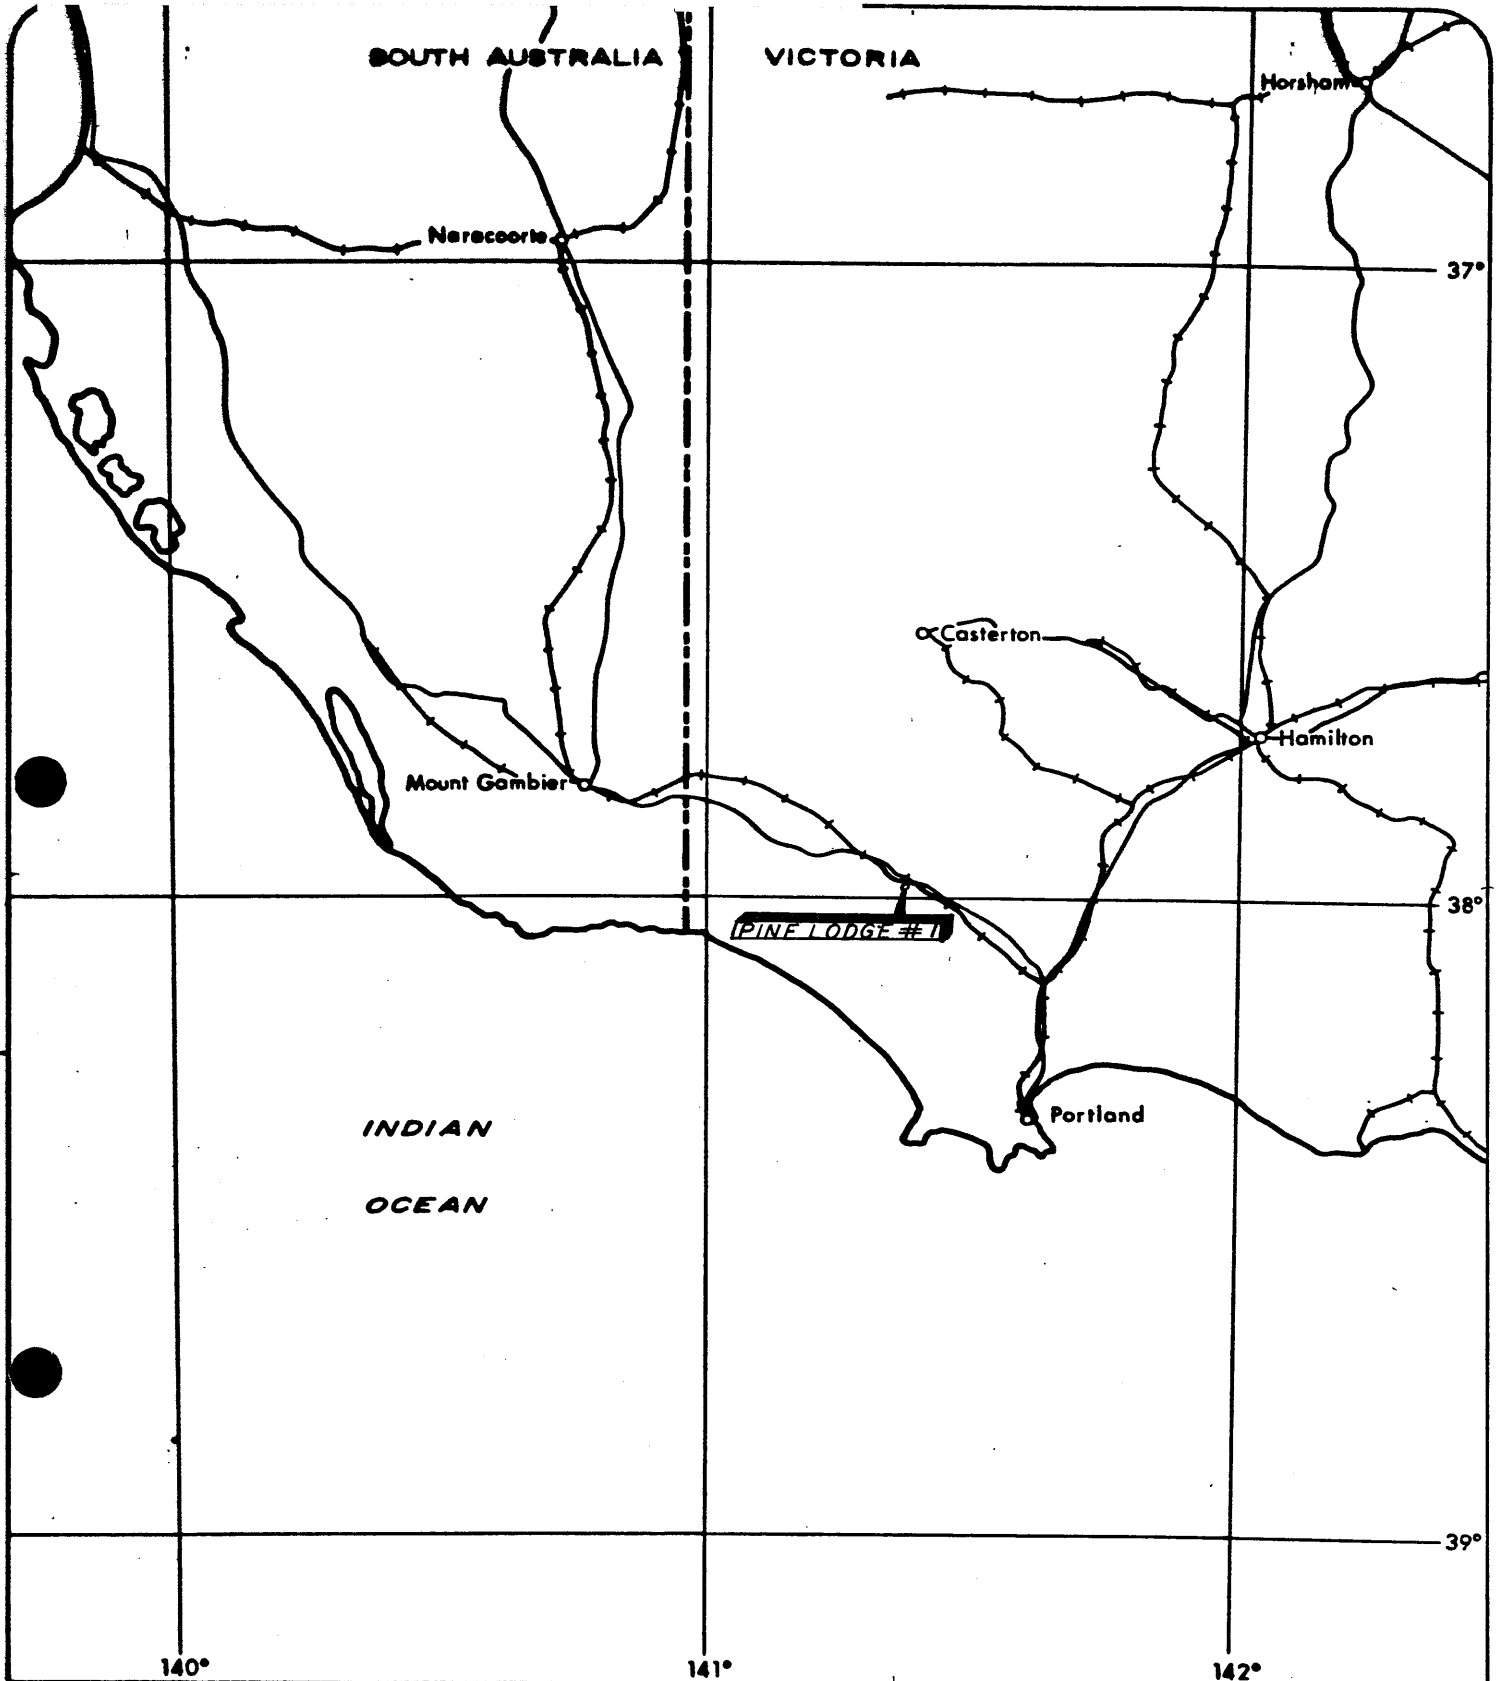 SOUTH AUSTRALIA
VICTORIA
Horsham
Naracoorte
37°
Casterton
Hamilton
Mount Gambier
38°
PINE LODGE # 1
Portland
INDIAN
OCEAN
39°
140°
141°
142°